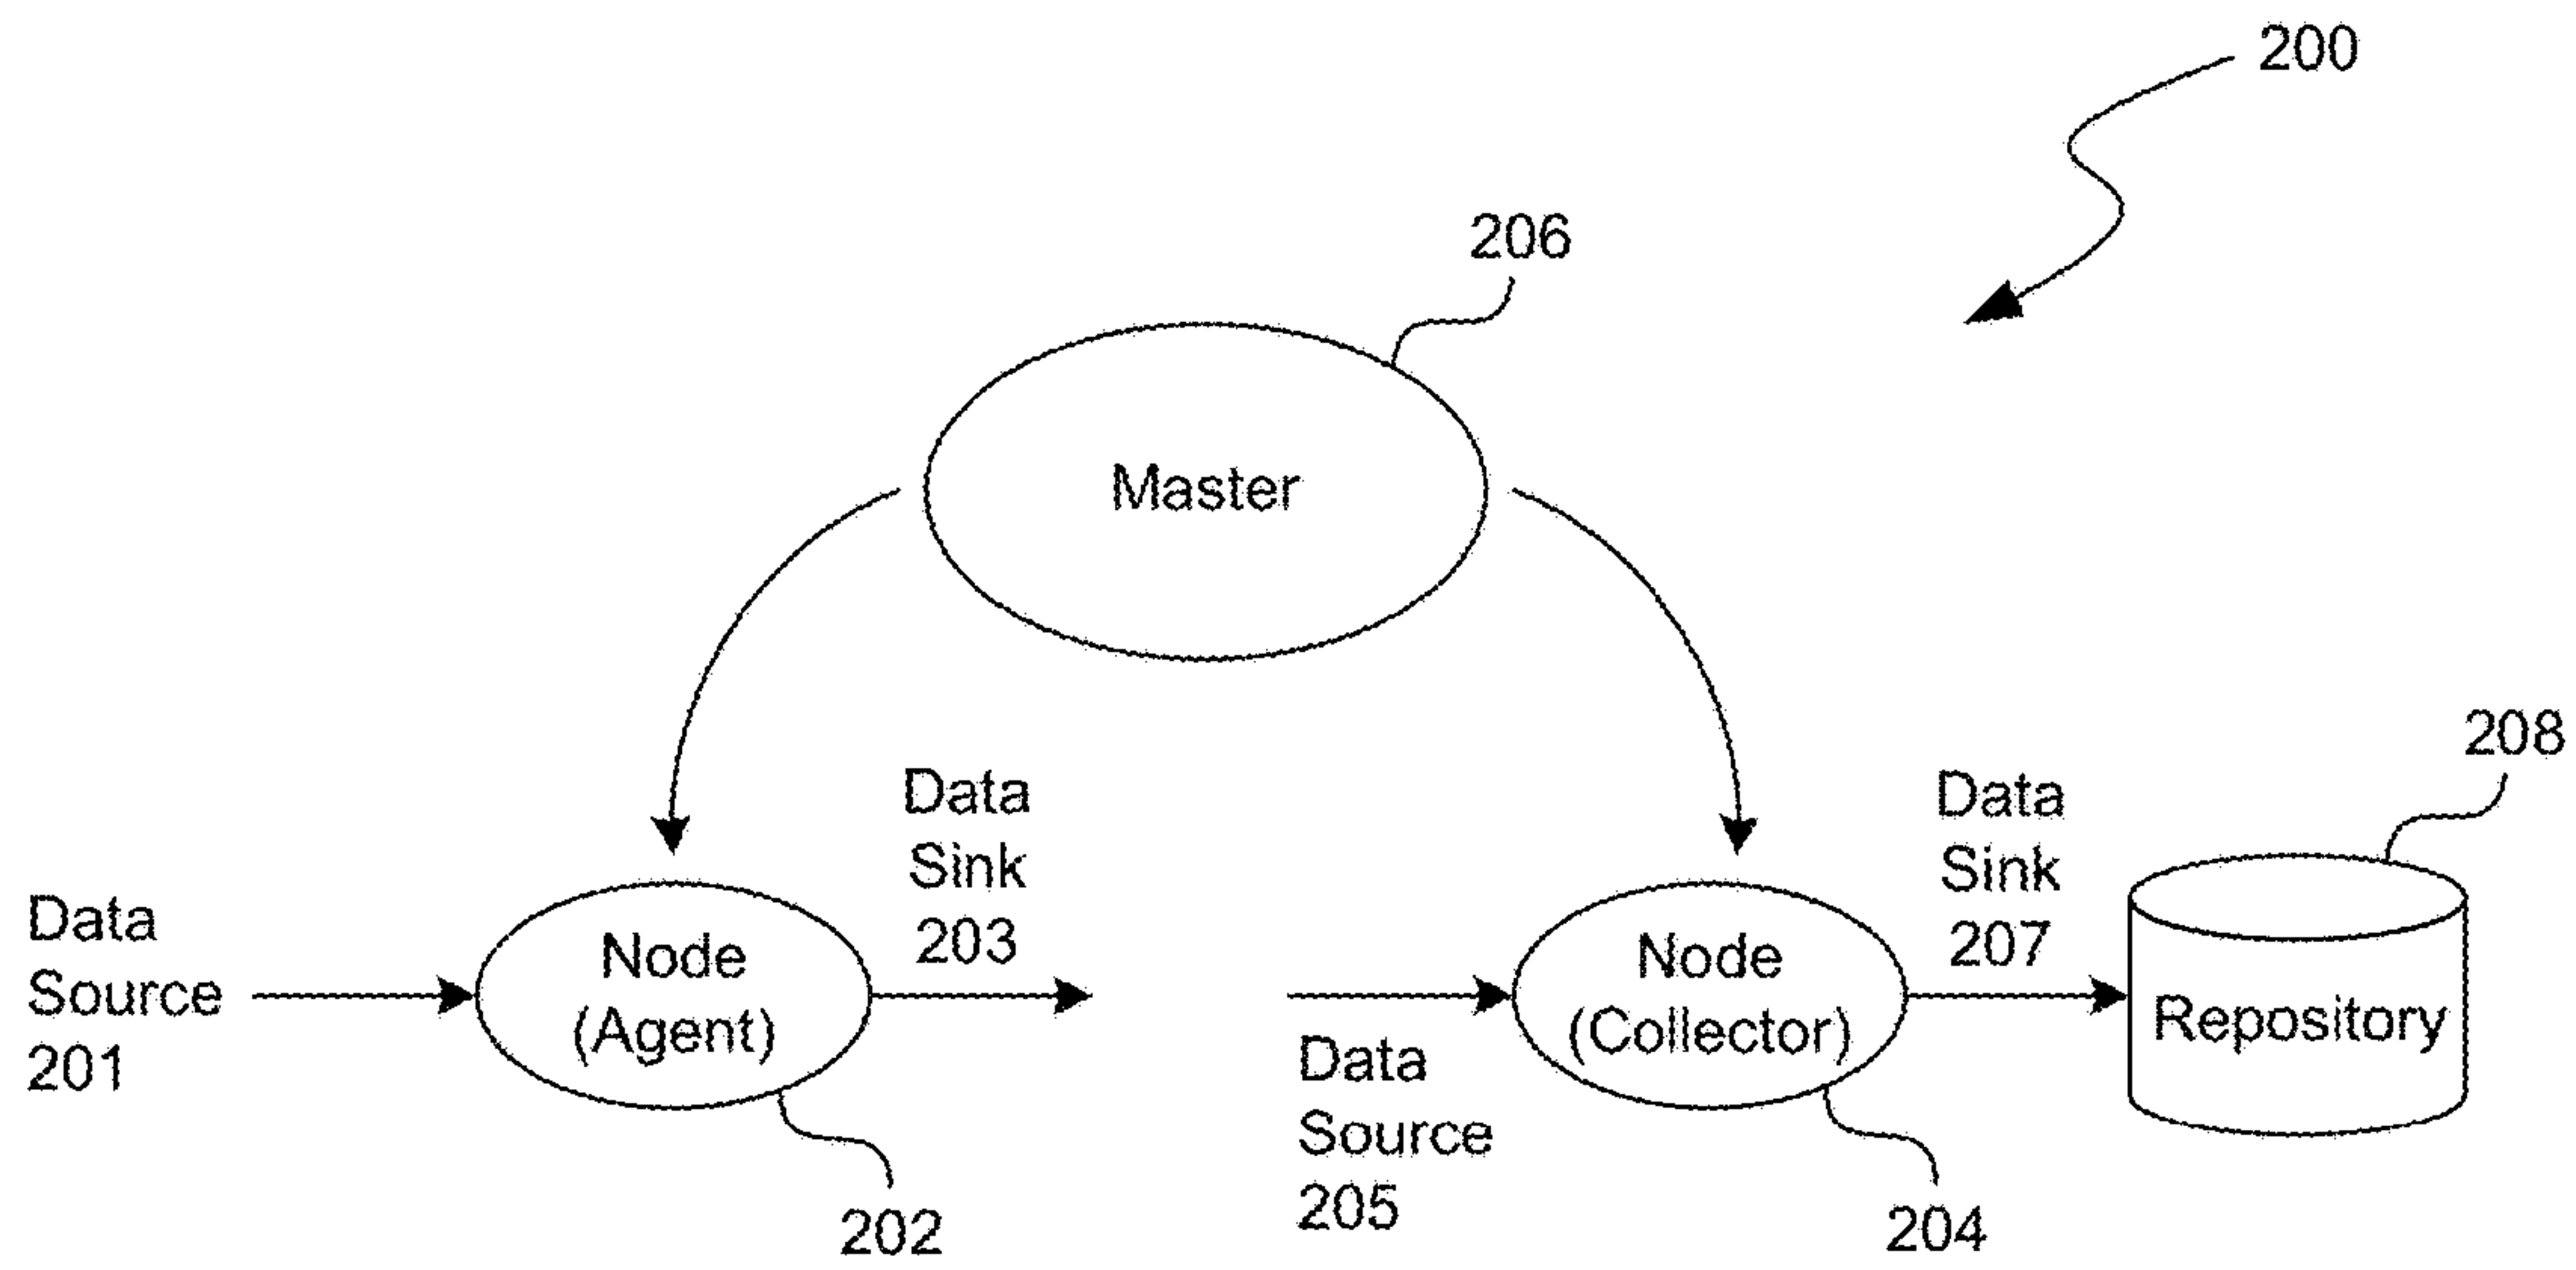 200
206
Master
208
Data
Sink
203
Data
Sink
207
Data
Source
201
Node
(Agent)
Node
(Collector)
Repository
Data
Source
205
202
204